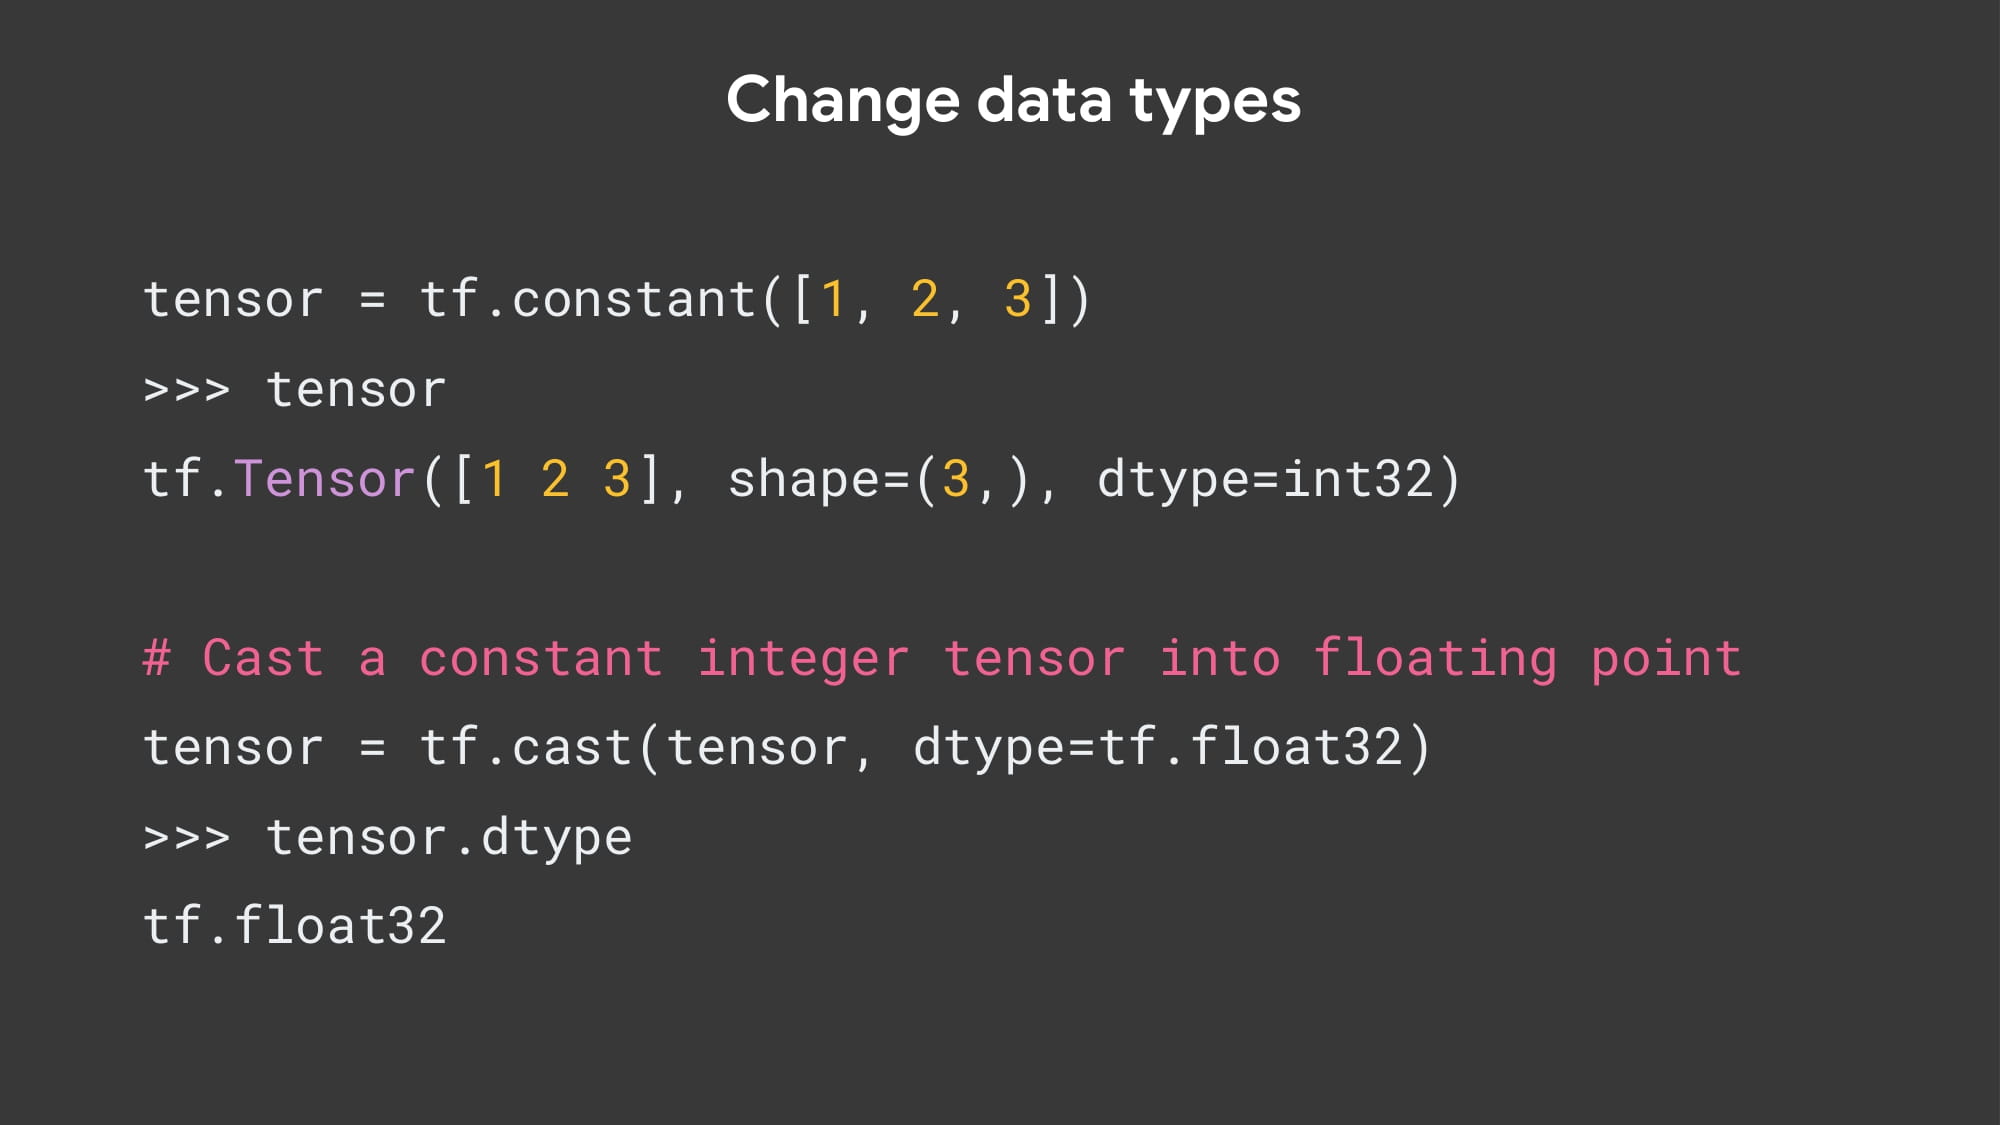 Change data types
tensor = tf.constant([1, 2, 3])
>>> tensor
tf.Tensor([1 2 3], shape=(3,), dtype=int32)
# Cast a constant integer tensor into floating point
tensor = tf.cast(tensor, dtype=tf.float32)
>>> tensor.dtype
tf.float32